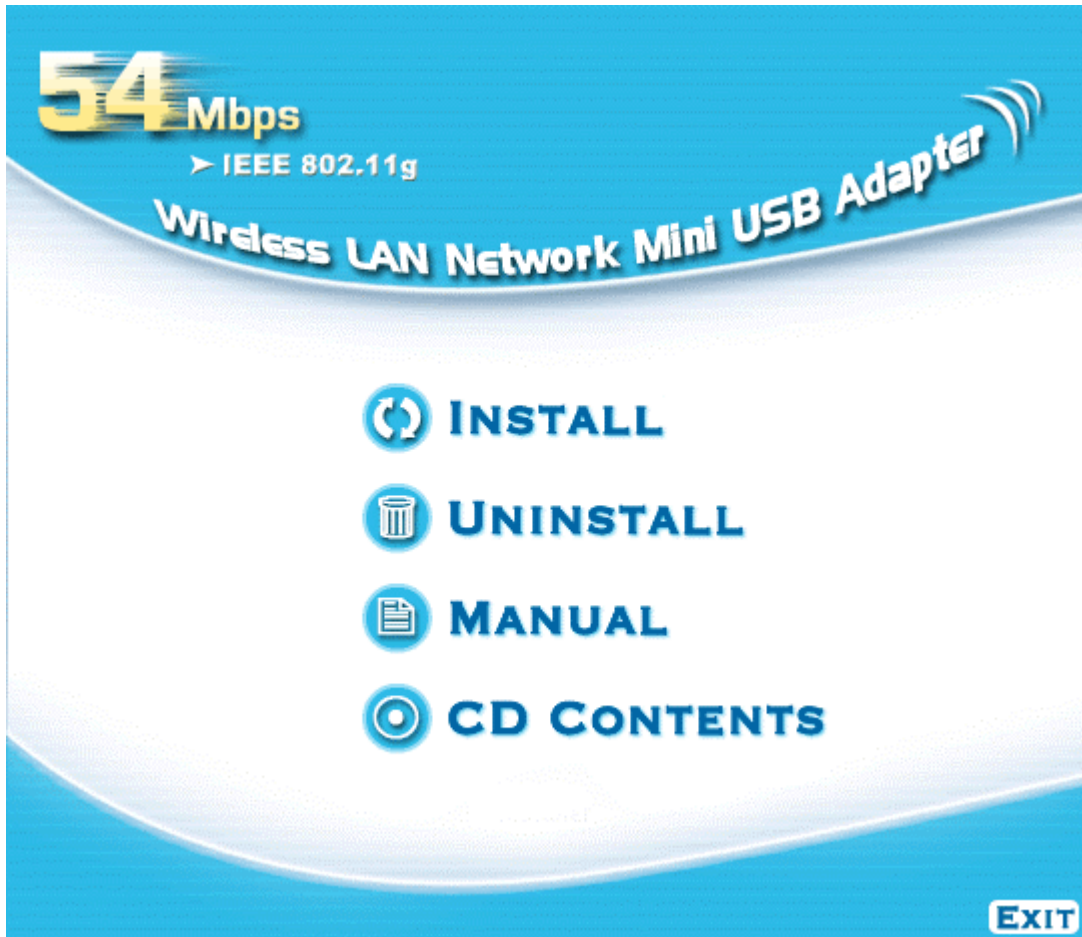 54 Mbps
➤ IEEE 802.11g
Wireless LAN Network Mini USB Adapter
INSTALL
UNINSTALL
MANUAL
CD CONTENTS
EXIT